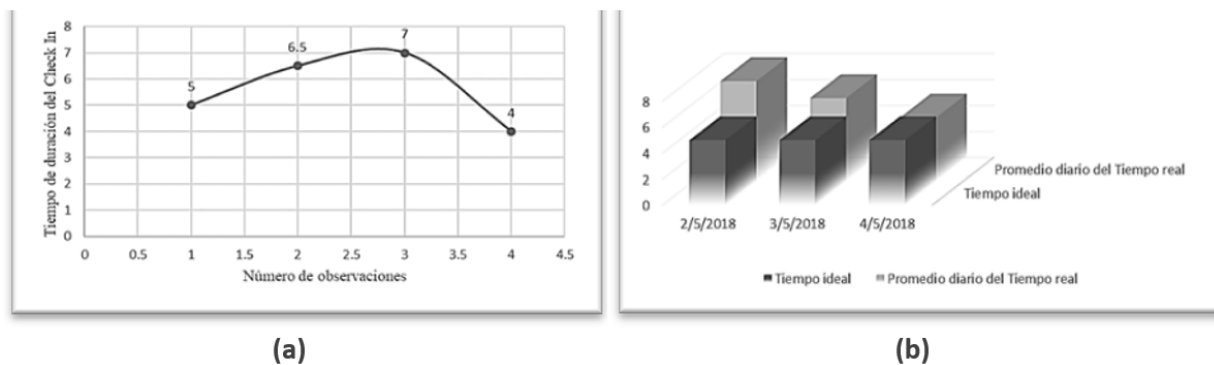 Tiempo de duración del Check In
8
7
6
5
4
3
2
1
0
5
6.5
7
4
0 0.5 1 1.5 2 2.5 3 3.5 4 4.5
Número de observaciones
(a)
8
6
4
2
0
2/5/2018 3/5/2018 4/5/2018
Promedio diario del Tiempo real
Tiempo ideal
Tiempo ideal Promedio diario del Tiempo real
(b)